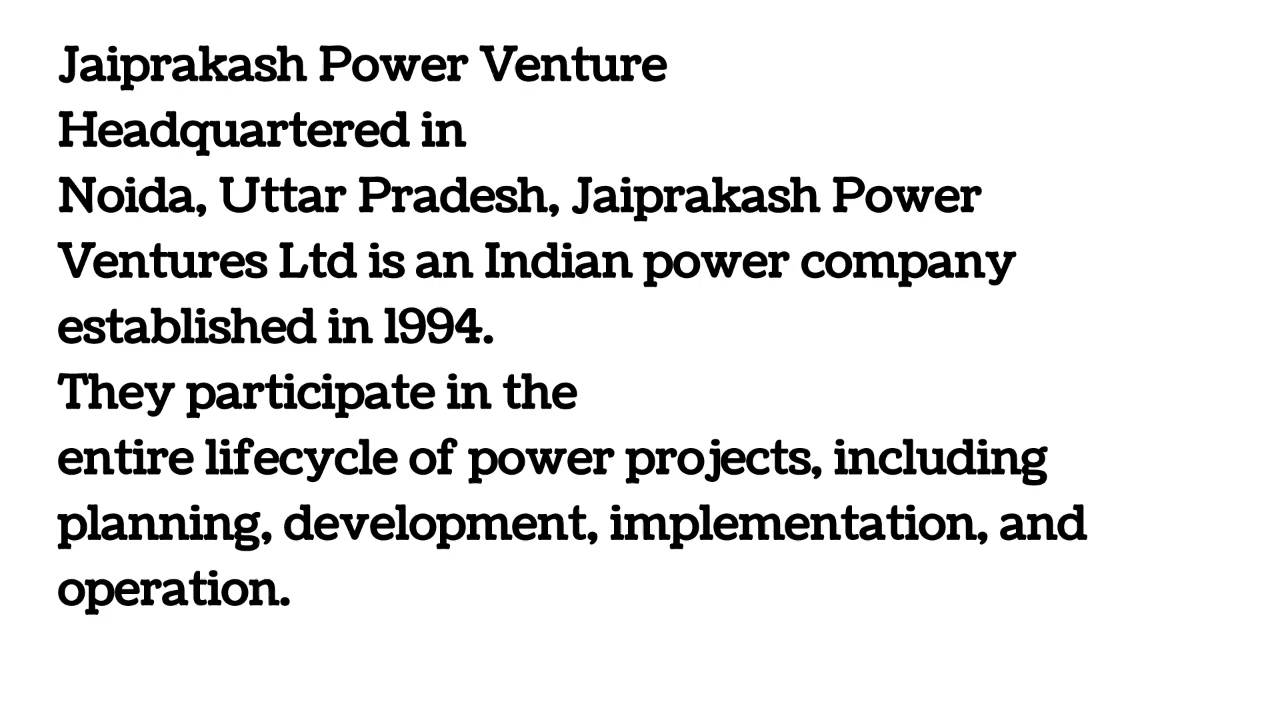 Jaiprakash Power Venture
Headquartered in
Noida, Uttar Pradesh, Jaiprakash Power
Ventures Ltd is an Indian power company
established in 1994.
They participate in the
entire lifecycle of power projects, including
planning, development, implementation, and
operation.